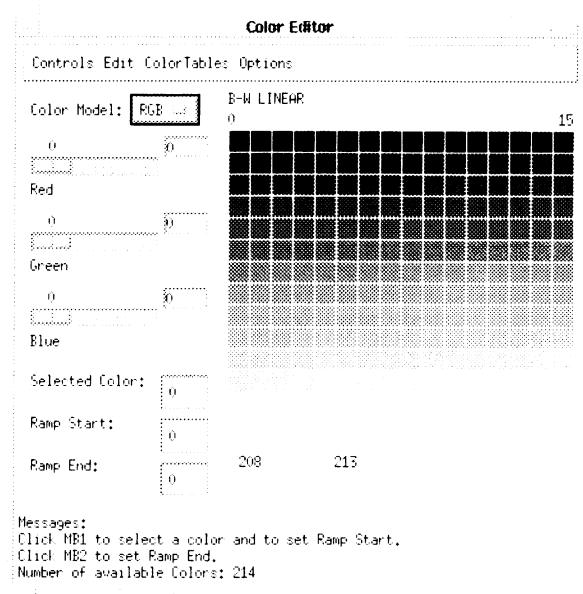 Color Editor
Controls Edit ColorTables Options
Color Model: RGB
B-W LINEAR
0 15
0 0
Red
0 0
Green
0 0
Blue
Selected Color: 0
Ramp Start: 0
Ramp End: 0
208 213
Messages:
Click MB1 to select a color and to set Ramp Start.
Click MB2 to set Ramp End.
Number of available Colors: 214